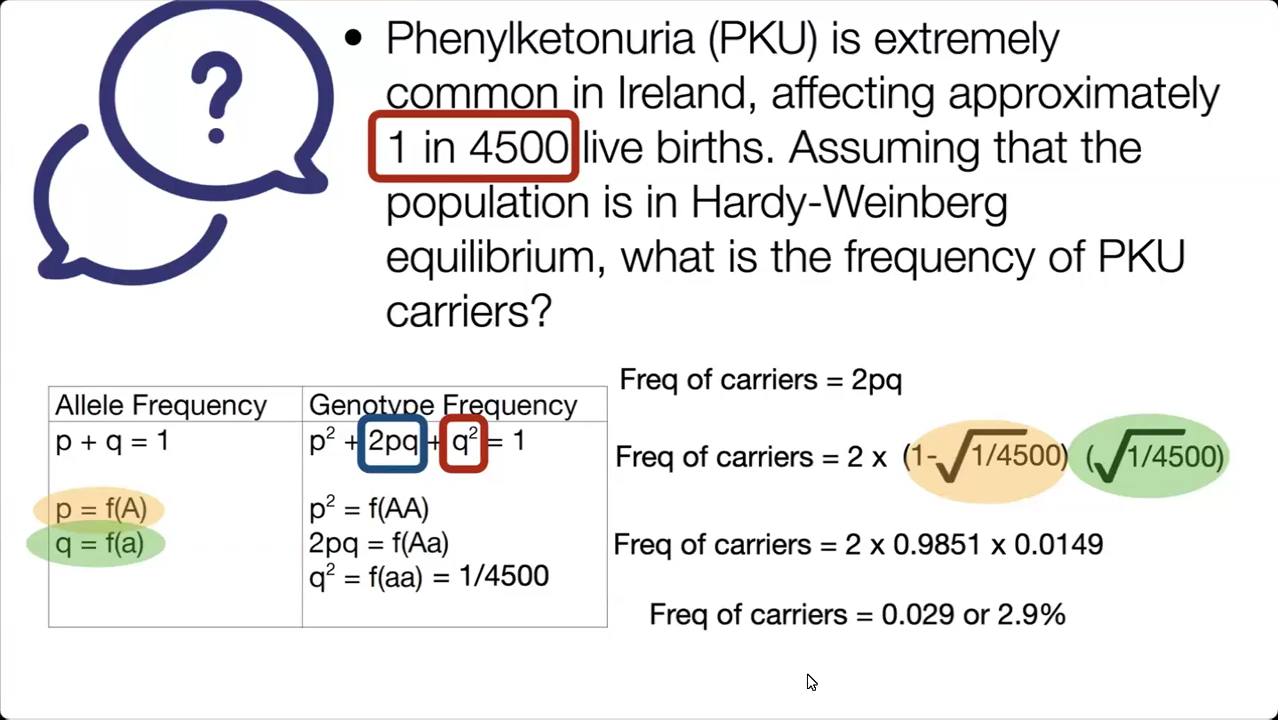 ?
• Phenylketonuria (PKU) is extremely
common in Ireland, affecting approximately
1 in 4500 live births. Assuming that the
population is in Hardy-Weinberg
equilibrium, what is the frequency of PKU
carriers?
Allele Frequency
Genotype Frequency
p + q = 1
p² + 2pq + q² = 1
p = f(A)
p² = f(AA)
q = f(a)
2pq = f(Aa)
q² = f(aa) = 1/4500
Freq of carriers = 2pq
Freq of carriers = 2 x (1-√1/4500) (√1/4500)
Freq of carriers = 2 x 0.9851 x 0.0149
Freq of carriers = 0.029 or 2.9%